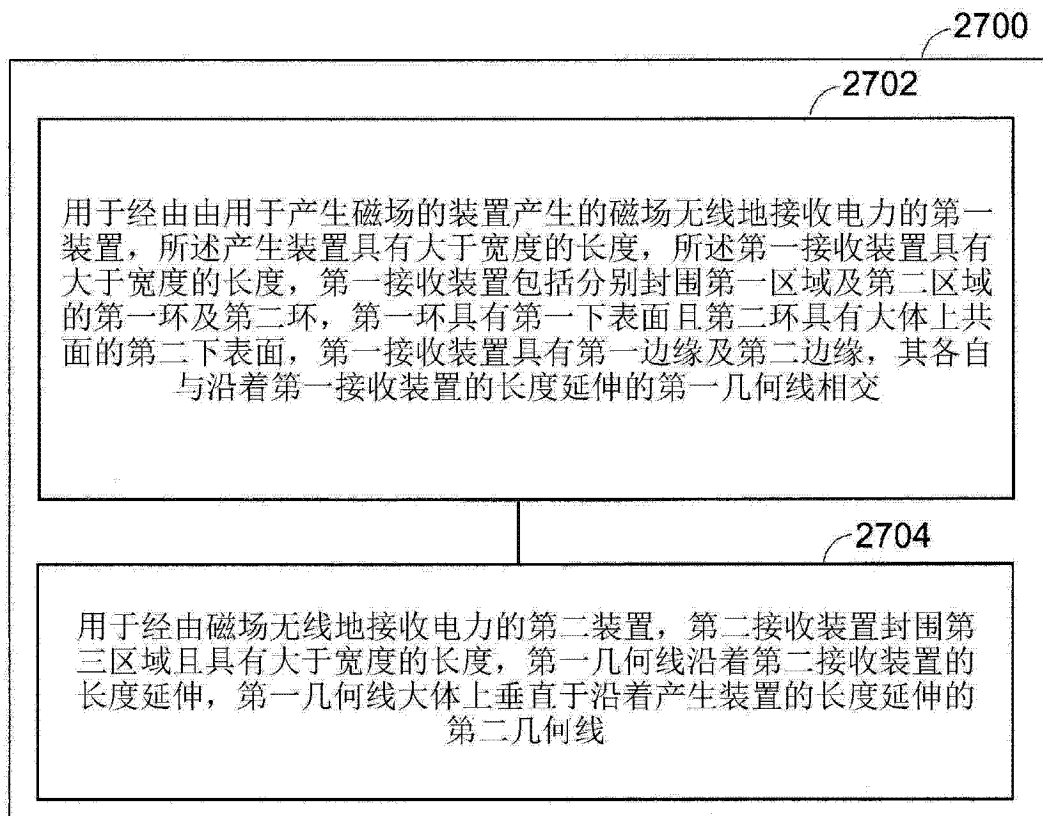 2700
2702
用于经由由用于产生磁场的装置产生的磁场无线地接收电力的第一
装置，所述产生装置具有大于宽度的长度，所述第一接收装置具有
大于宽度的长度，第一接收装置包括分别封围第一区域及第二区域
的第一环及第二环，第一环具有第一下表面且第二环具有大体上共
面的第二下表面，第一接收装置具有第一边缘及第二边缘，其各自
与沿着第一接收装置的长度延伸的第一几何线相交
2704
用于经由磁场无线地接收电力的第二装置，第二接收装置封围第
三区域且具有大于宽度的长度，第一几何线沿着第二接收装置的
长度延伸，第一几何线大体上垂直于沿着产生装置的长度延伸的
第二几何线